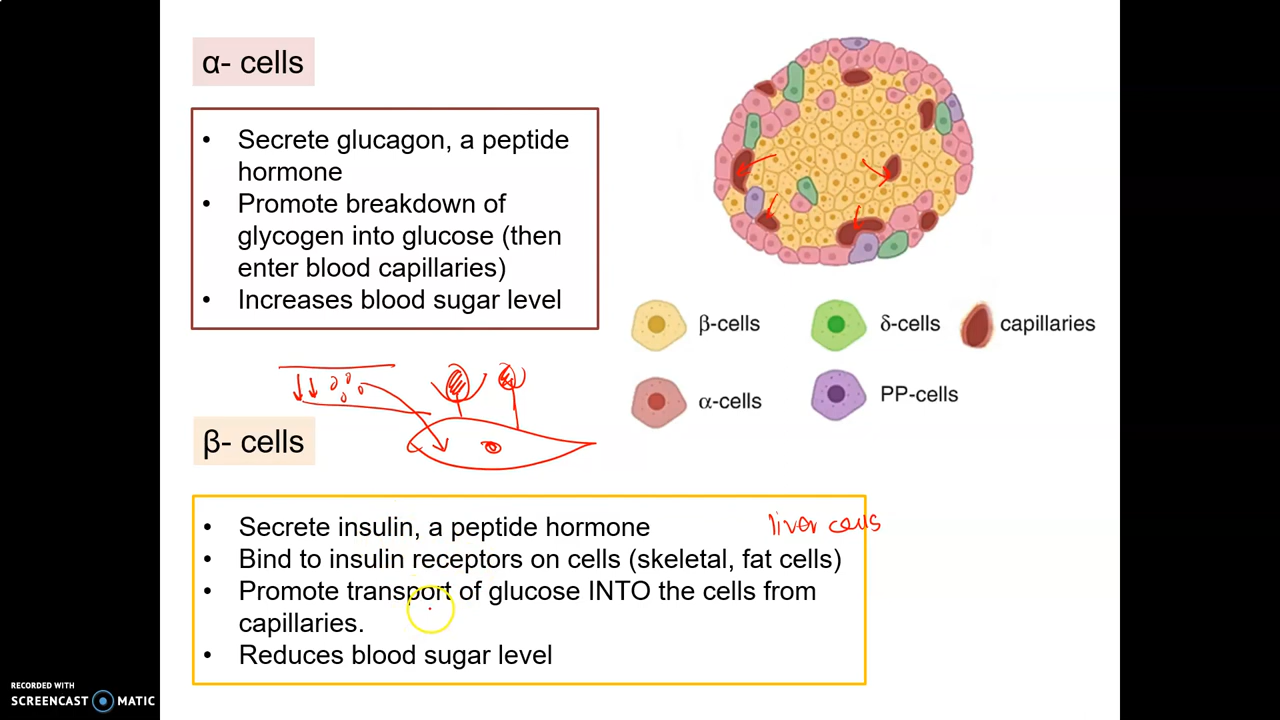 α- cells
• Secrete glucagon, a peptide
hormone
• Promote breakdown of
glycogen into glucose (then
enter blood capillaries)
• Increases blood sugar level
β-cells
δ-cells
capillaries
α-cells
PP-cells
β- cells
liver cells
• Secrete insulin, a peptide hormone
• Bind to insulin receptors on cells (skeletal, fat cells)
• Promote transport of glucose INTO the cells from
capillaries.
• Reduces blood sugar level
RECORDED WITH
SCREENCAST MATIC